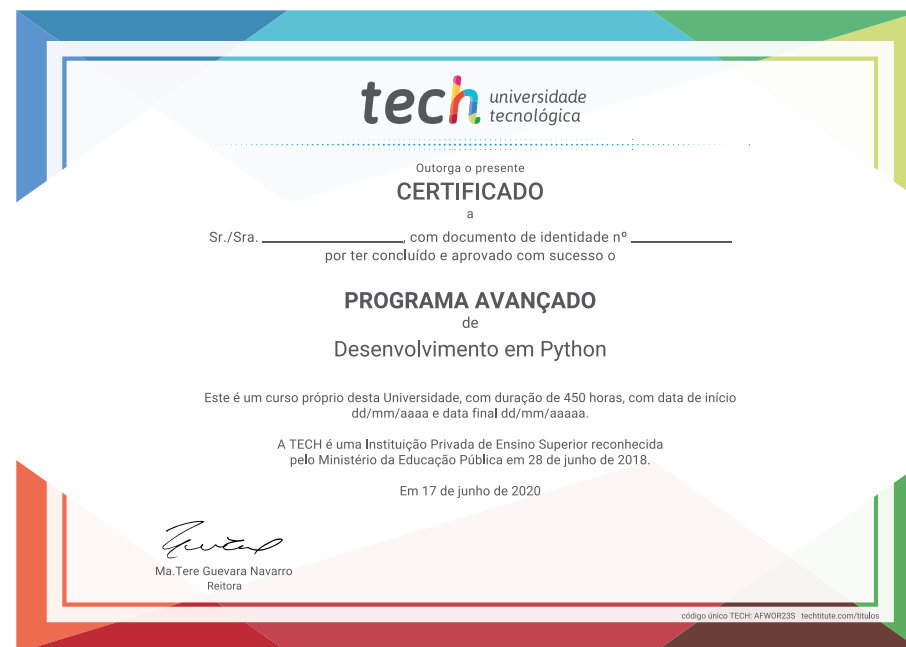 tech universidade
tecnológica
Outorga o presente
CERTIFICADO
a
Sr./Sra. ____________, com documento de identidade nº ____________
por ter concluído e aprovado com sucesso o
PROGRAMA AVANÇADO
de
Desenvolvimento em Python
Este é um curso próprio desta Universidade, com duração de 450 horas, com data de início
dd/mm/aaaa e data final dd/mm/aaaaa.
A TECH é uma Instituição Privada de Ensino Superior reconhecida
pelo Ministério da Educação Pública em 28 de junho de 2018.
Em 17 de junho de 2020
Ma.Tere Guevara Navarro
Reitora
código único TECH: AFWOR23S techtitute.com/titulos